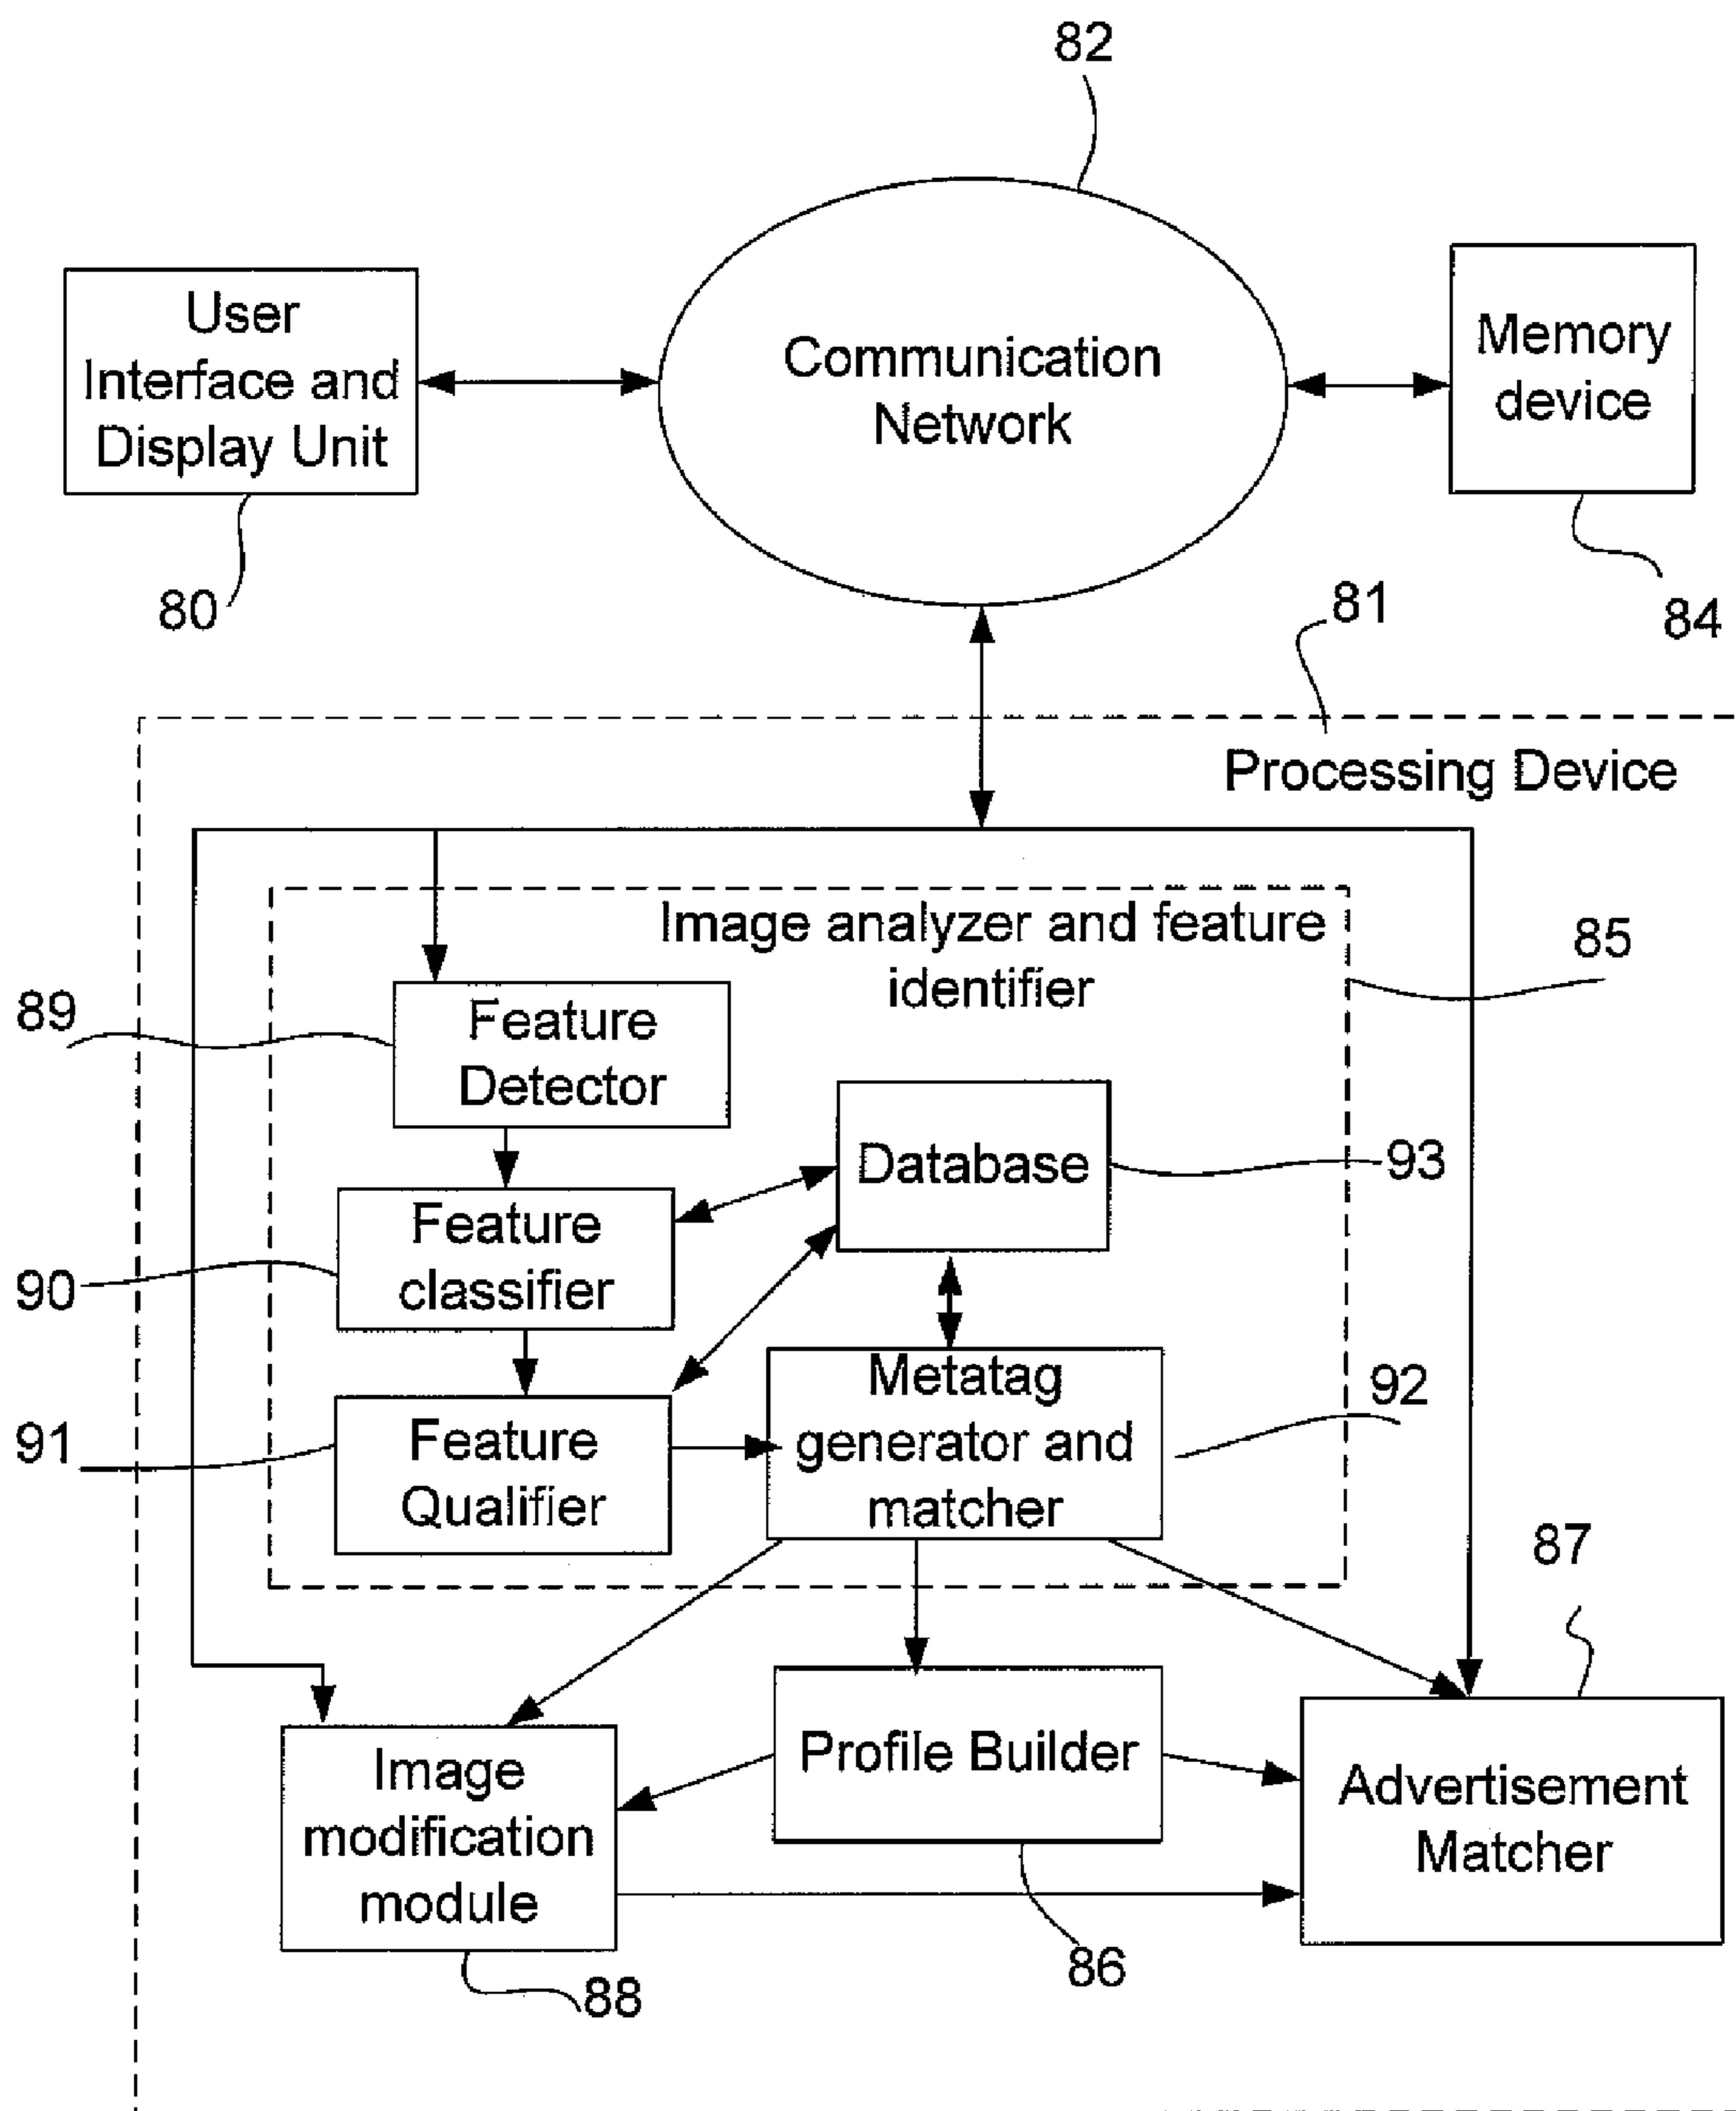 82
User
Interface and
Display Unit
Communication
Network
Memory
device
80
81
84
Processing Device
Image analyzer and feature
identifier
85
89
Feature
Detector
Database
93
Feature
classifier
90
Metatag
generator and
matcher
92
91
Feature
Qualifier
87
Image
modification
module
Profile Builder
Advertisement
Matcher
86
88